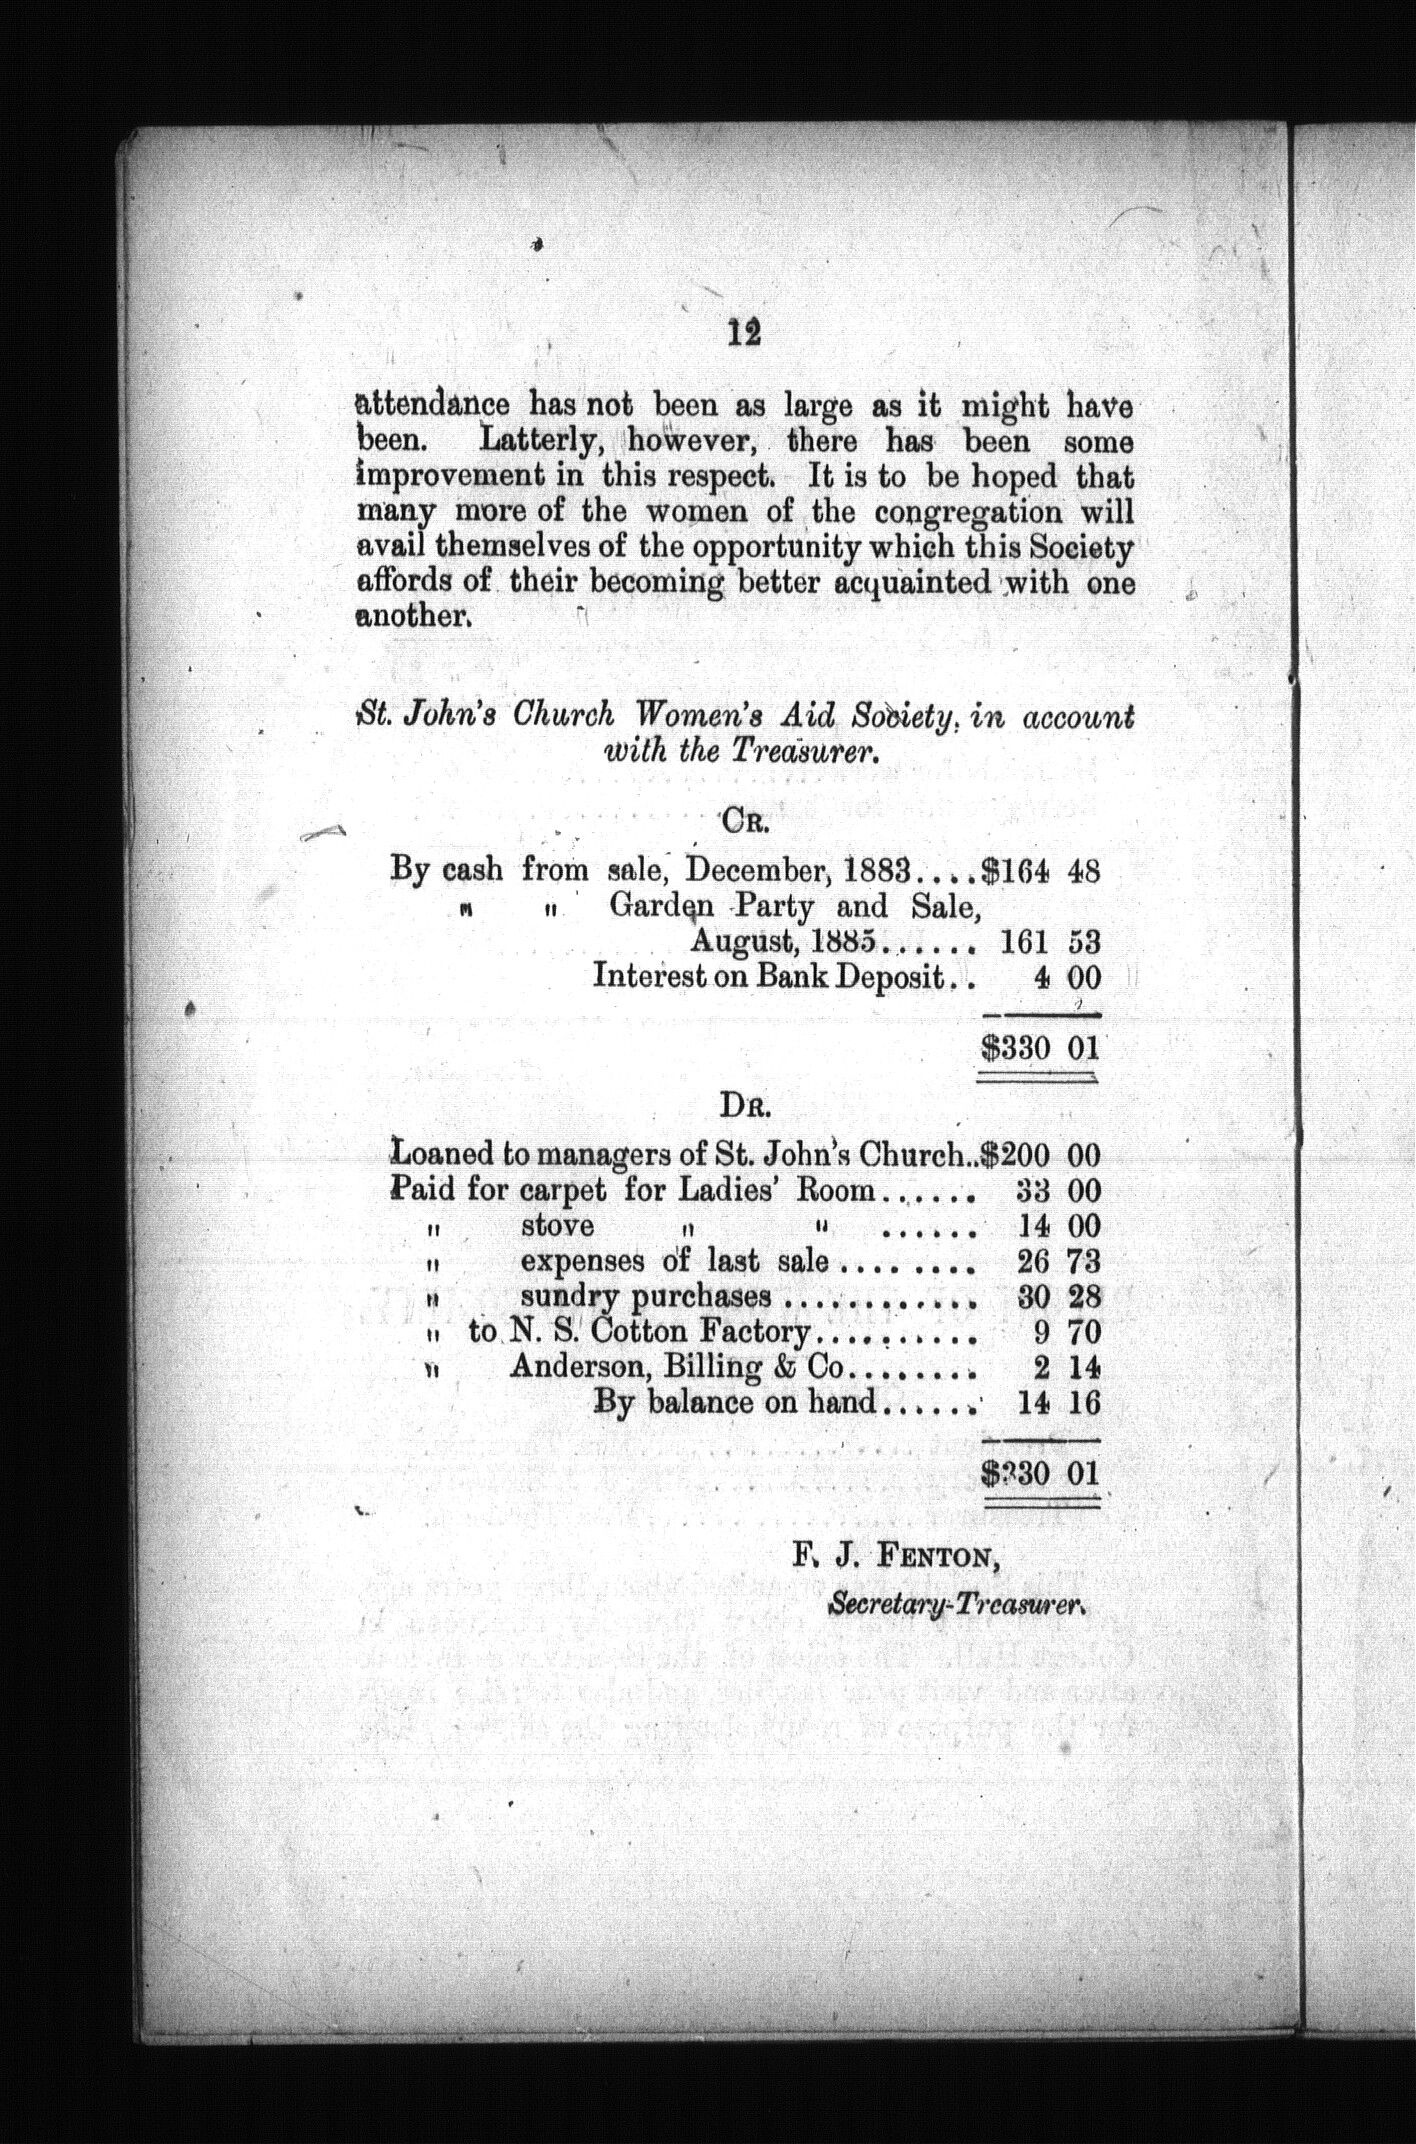 12
attendance has not been as large as it might have
been. Latterly, however, there has been some
improvement in this respect. It is to be hoped that
many more of the women of the congregation will
avail themselves of the opportunity which this Society
affords of their becoming better acquainted with one
another.
St. John's Church Women's Aid Society, in account
with the Treasurer.
CR.
By cash from sale, December, 1883....$164 48
" " Garden Party and Sale,
August, 1885...... 161 53
Interest on Bank Deposit.. 4 00
$330 01
DR.
Loaned to managers of St. John's Church..$200 00
Paid for carpet for Ladies' Room...... 33 00
" stove " " ...... 14 00
" expenses of last sale ......... 26 73
" sundry purchases ............ 30 28
" to N. S. Cotton Factory.......... 9 70
" Anderson, Billing & Co........ 2 14
By balance on hand...... 14 16
$330 01
F. J. FENTON,
Secretary-Treasurer.